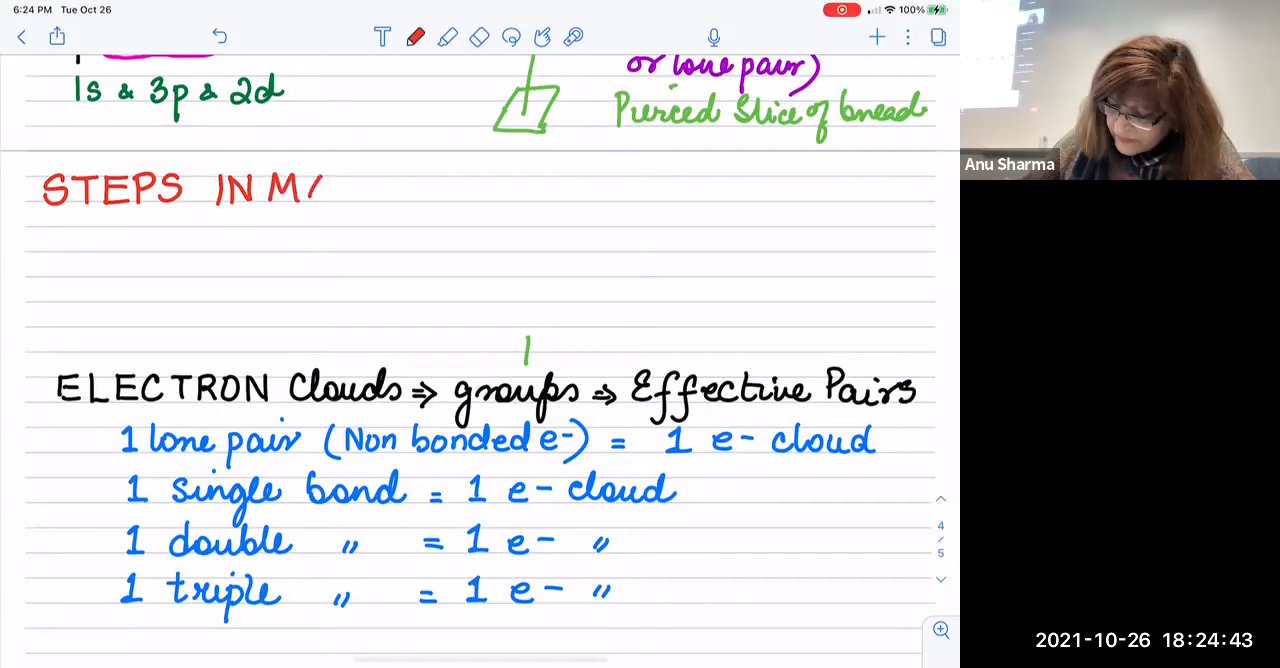 6:24 PM Tue Oct 26
100%
or lone pair)
1s & 3p & 2d
Pierced Slice of bread
Anu Sharma
STEPS IN M
ELECTRON Clouds ⇒ groups ⇒ Effective Pairs
1 lone pair (Non bonded e-) = 1 e- cloud
1 single bond = 1 e- cloud
1 double " = 1 e- "
1 triple " = 1 e- "
4/5
2021-10-26 18:24:43